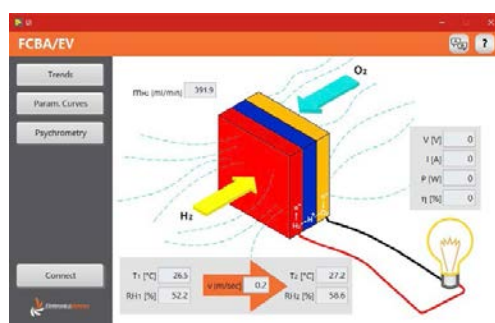 FCBA/EV
?
Trends
Param. Curves
Psychrometry
Connect
O₂
ṁH₂ (ml/min) 391.9
V [V] 0
I [A] 0
P [W] 0
η [%] 0
H₂
T₁ [°C] 26.5
RH₁ [%] 52.2
v [m/sec] 0.2
T₂ [°C] 27.2
RH₂ [%] 58.6